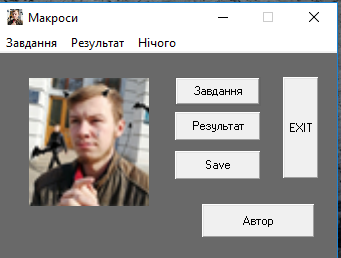 Макроси
Завдання Результат Нічого
Завдання
Результат
EXIT
Save
Автор